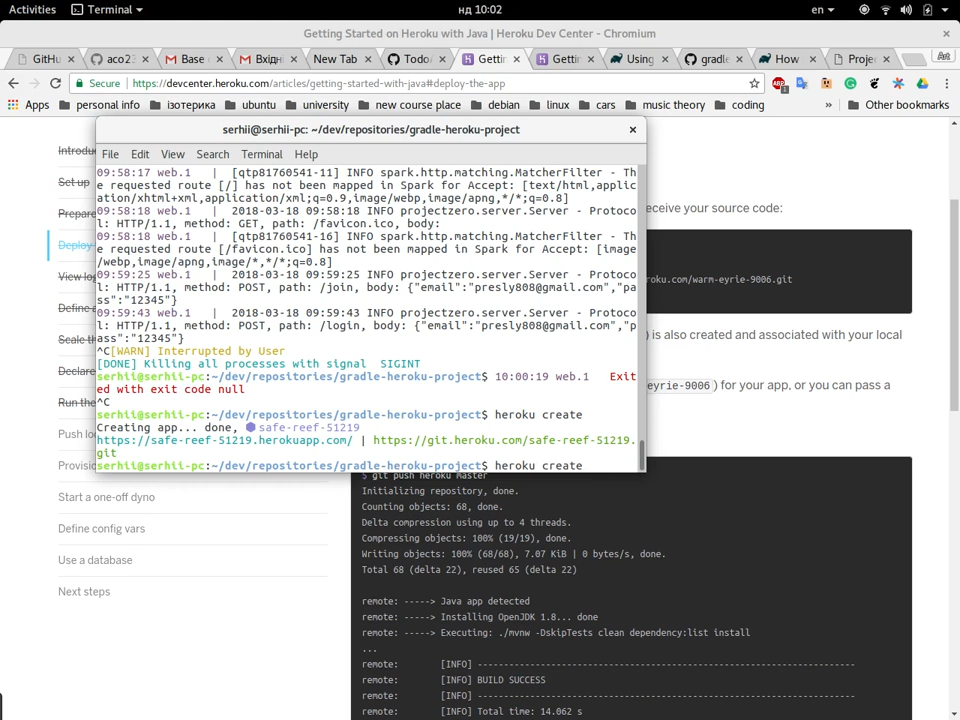 Activities Terminal нд 10:02 en
Getting Started on Heroku with Java | Heroku Dev Center - Chromium
GitHu aco23 Base Вхідні New Tab Todo/ Gettin Gettin Using gradle How Projec Art
Secure https://devcenter.heroku.com/articles/getting-started-with-java#deploy-the-app
Apps personal info ізотерика ubuntu university new place course debian linux cars music theory coding » Other bookmarks
serhii@serhii-pc: ~/dev/repositories/gradle-heroku-project
File Edit View Search Terminal Help
09:58:17 web.1 | [qtp81760541-11] INFO spark.http.matching.MatcherFilter - Th
e requested route [/] has not been mapped in Spark for Accept: [text/html,applic
ation/xhtml+xml,application/xml;q=0.9,image/webp,image/apng,*/*;q=0.8]
09:58:18 web.1 | 2018-03-18 09:58:18 INFO projectzero.server.Server - Protoco
l: HTTP/1.1, method: GET, path: /favicon.ico, body:
09:58:18 web.1 | [qtp81760541-16] INFO spark.http.matching.MatcherFilter - Th
e requested route [/favicon.ico] has not been mapped in Spark for Accept: [image
/webp,image/apng,image/*,*/*;q=0.8]
09:59:25 web.1 | 2018-03-18 09:59:25 INFO projectzero.server.Server - Protoco
l: HTTP/1.1, method: POST, path: /join, body: {"email":"presly808@gmail.com","pa
ss":"12345"}
09:59:43 web.1 | 2018-03-18 09:59:43 INFO projectzero.server.Server - Protoco
l: HTTP/1.1, method: POST, path: /login, body: {"email":"presly808@gmail.com","p
ass":"12345"}
^C[WARN] Interrupted by User
[DONE] Killing all processes with signal SIGINT
serhii@serhii-pc:~/dev/repositories/gradle-heroku-project$ 10:00:19 web.1 Exit
ed with exit code null
^C
serhii@serhii-pc:~/dev/repositories/gradle-heroku-project$ heroku create
Creating app... done, safe-reef-51219
https://safe-reef-51219.herokuapp.com/ | https://git.heroku.com/safe-reef-51219.
git
serhii@serhii-pc:~/dev/repositories/gradle-heroku-project$ heroku create
Introdu
Set up
Prepare
Deploy
View log
Define a
Scale th
Declare
Run the
Push loc
Provisio
Start a one-off dyno
Define config vars
Use a database
Next steps
eceive your source code:
oku.com/warm-eyrie-9006.git
) is also created and associated with your local
eyrie-9006 ) for your app, or you can pass a
$ git push heroku master
Initializing repository, done.
Counting objects: 68, done.
Delta compression using up to 4 threads.
Compressing objects: 100% (19/19), done.
Writing objects: 100% (68/68), 7.07 KiB | 0 bytes/s, done.
Total 68 (delta 22), reused 65 (delta 22)
remote: -----> Java app detected
remote: -----> Installing OpenJDK 1.8... done
remote: -----> Executing: ./mvnw -DskipTests clean dependency:list install
...
remote: [INFO] ------------------------------------------------------------------------
remote: [INFO] BUILD SUCCESS
remote: [INFO] ------------------------------------------------------------------------
remote: [INFO] Total time: 14.062 s